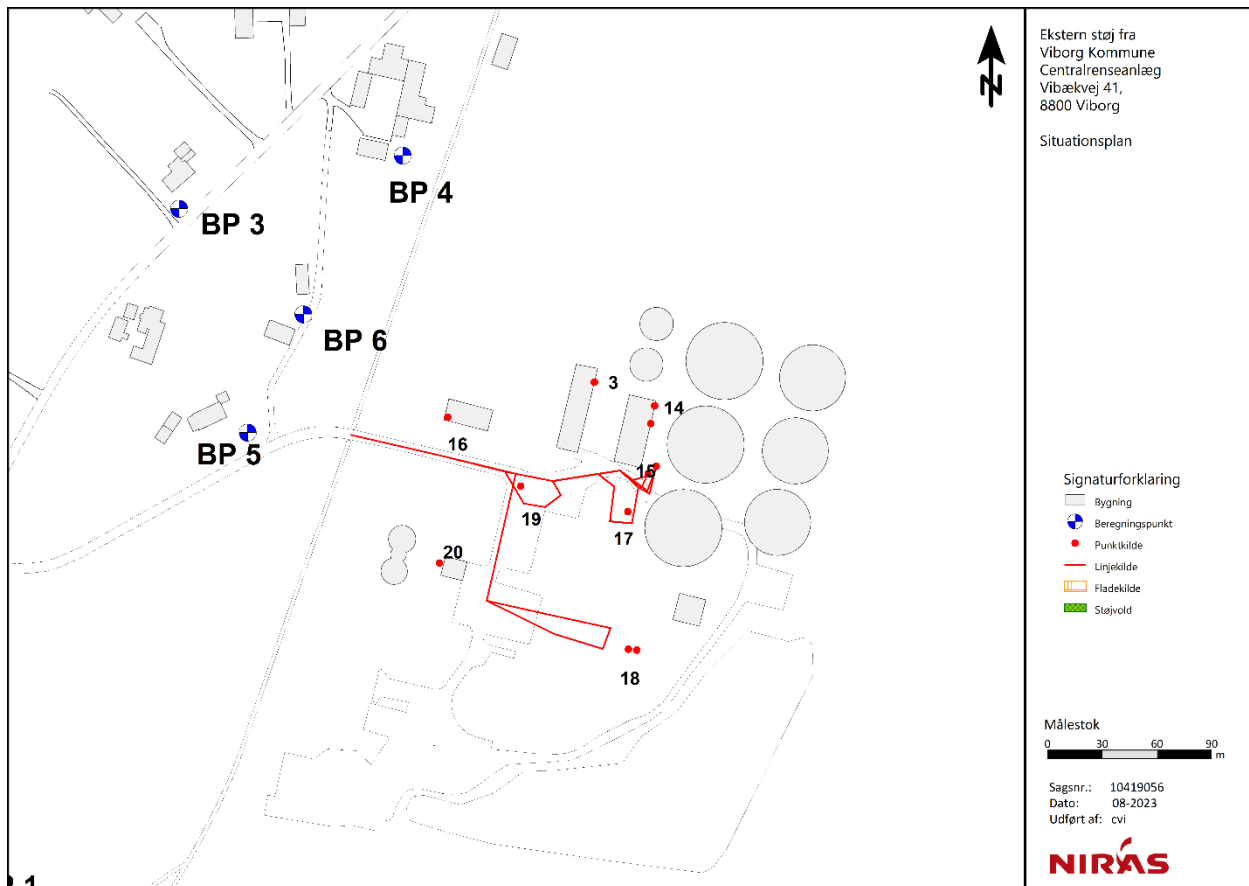 Ekstern støj fra
Viborg Kommune
Centralrenseanlæg
Vibækvej 41,
8800 Viborg
Situationsplan
N
BP 4
BP 3
BP 6
3
14
16
BP 5
15
19
17
20
18
Signaturforklaring
Bygning
Beregningspunkt
Punktkilde
Linjekilde
Fladekilde
Støjvold
Målestok
0 30 60 90
m
Sagsnr.: 10419056
Dato: 08-2023
Udført af: cvi
NIRAS